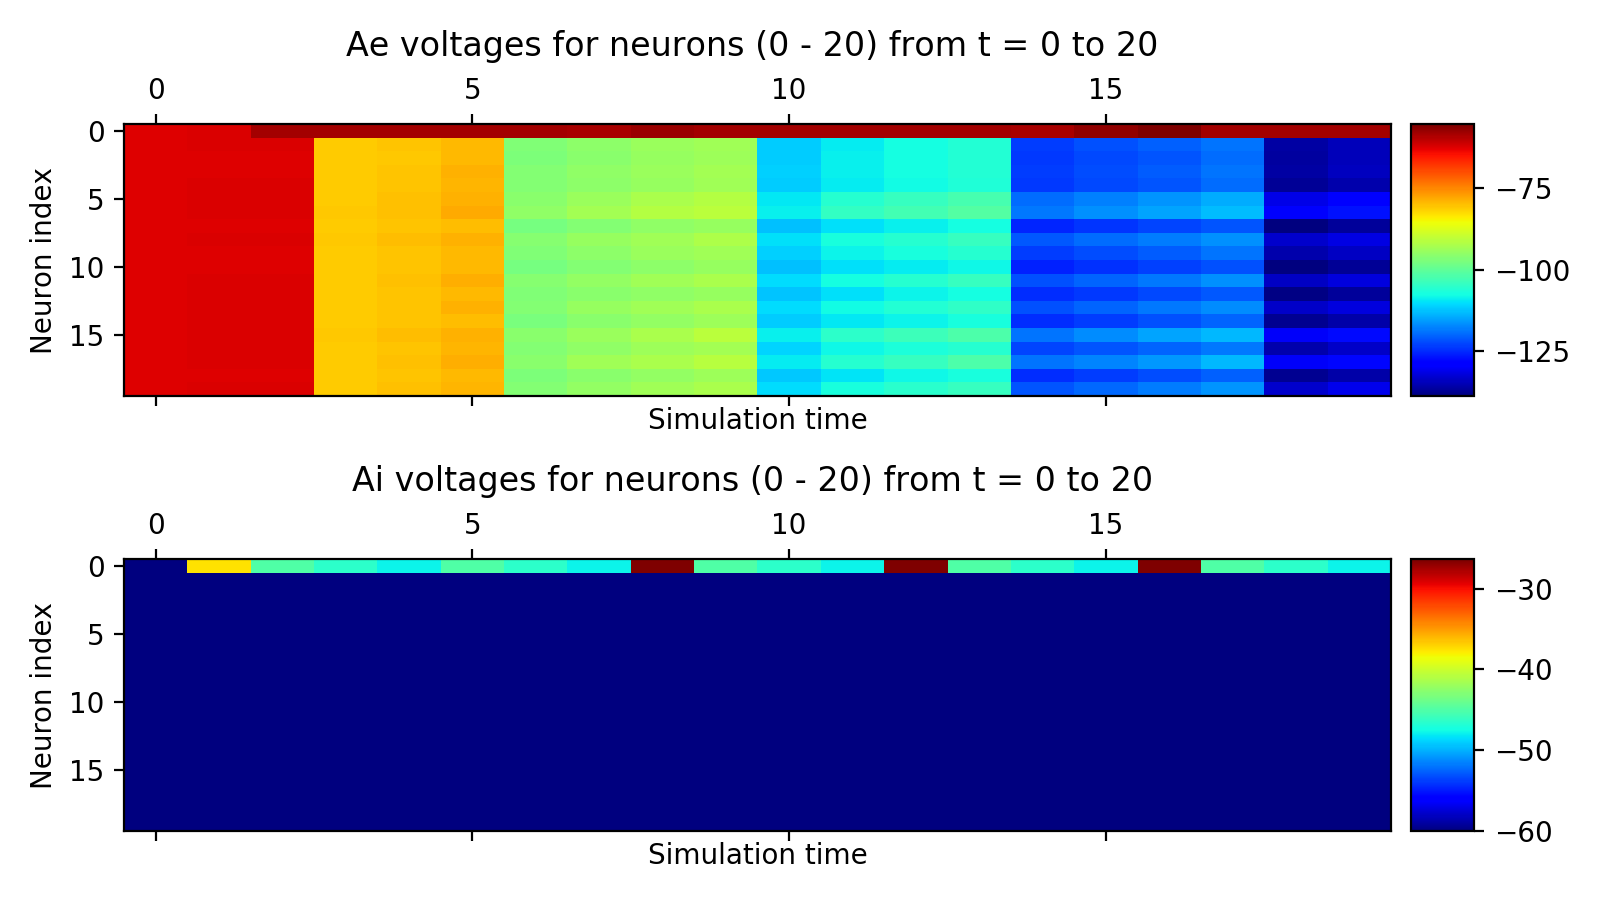 Ae voltages for neurons (0 - 20) from t = 0 to 20
0 5 10 15
Neuron index
0
5
10
15
−75
−100
−125
Simulation time
Ai voltages for neurons (0 - 20) from t = 0 to 20
0 5 10 15
Neuron index
0
5
10
15
−30
−40
−50
−60
Simulation time